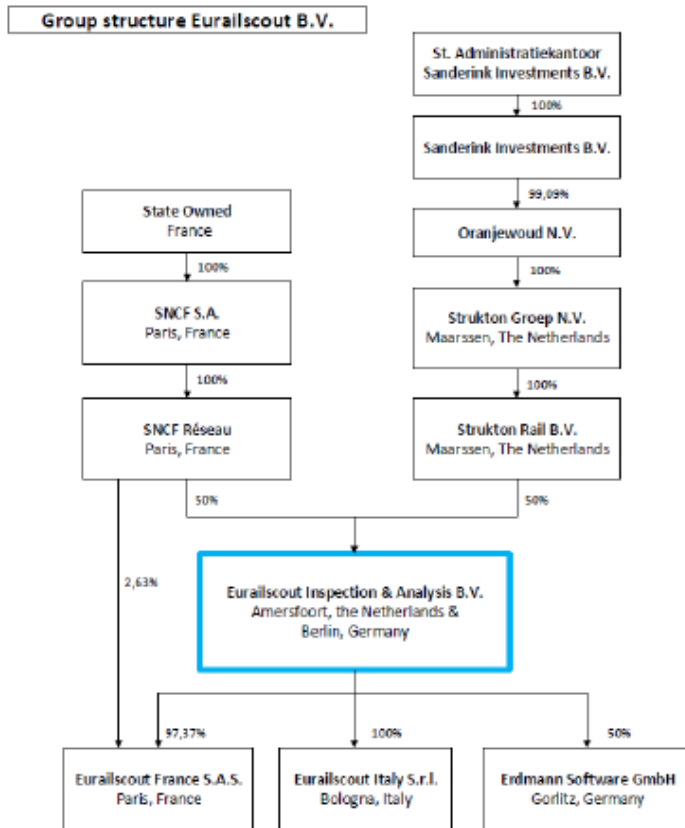 Group structure Eurailscout B.V.
St. Administratiekantoor
Sanderink Investments B.V.
100%
Sanderink Investments B.V.
99,09%
State Owned
France
Oranjewoud N.V.
100%
100%
SNCF S.A.
Paris, France
Strukton Groep N.V.
Maarssen, The Netherlands
100%
100%
SNCF Réseau
Paris, France
Strukton Rail B.V.
Maarssen, The Netherlands
50%
50%
2,63%
Eurailscout Inspection & Analysis B.V.
Amersfoort, the Netherlands &
Berlin, Germany
97,37%
100%
50%
Eurailscout France S.A.S.
Paris, France
Eurailscout Italy S.r.l.
Bologna, Italy
Erdmann Software GmbH
Gorlitz, Germany